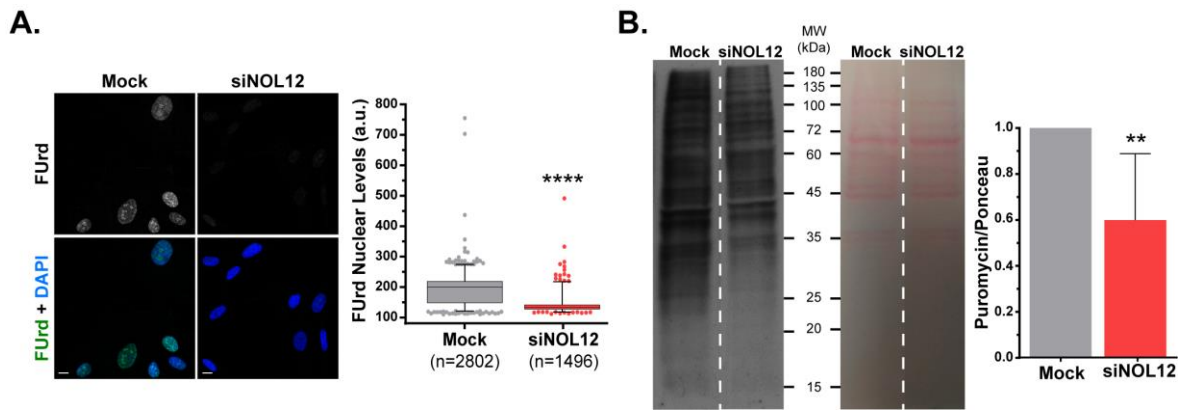 A.
Mock
siNOL12
FUrd
FUrd + DAPI
FUrd Nuclear Levels (a.u.)
800
700
600
500
400
300
250
200
150
100
****
Mock
(n=2802)
siNOL12
(n=1496)
B.
Mock siNOL12
MW
(kDa)
Mock siNOL12
180
135
100
72
60
45
35
25
20
15
Puromycin/Ponceau
1.0
0.8
0.6
0.4
0.2
0.0
**
Mock
siNOL12